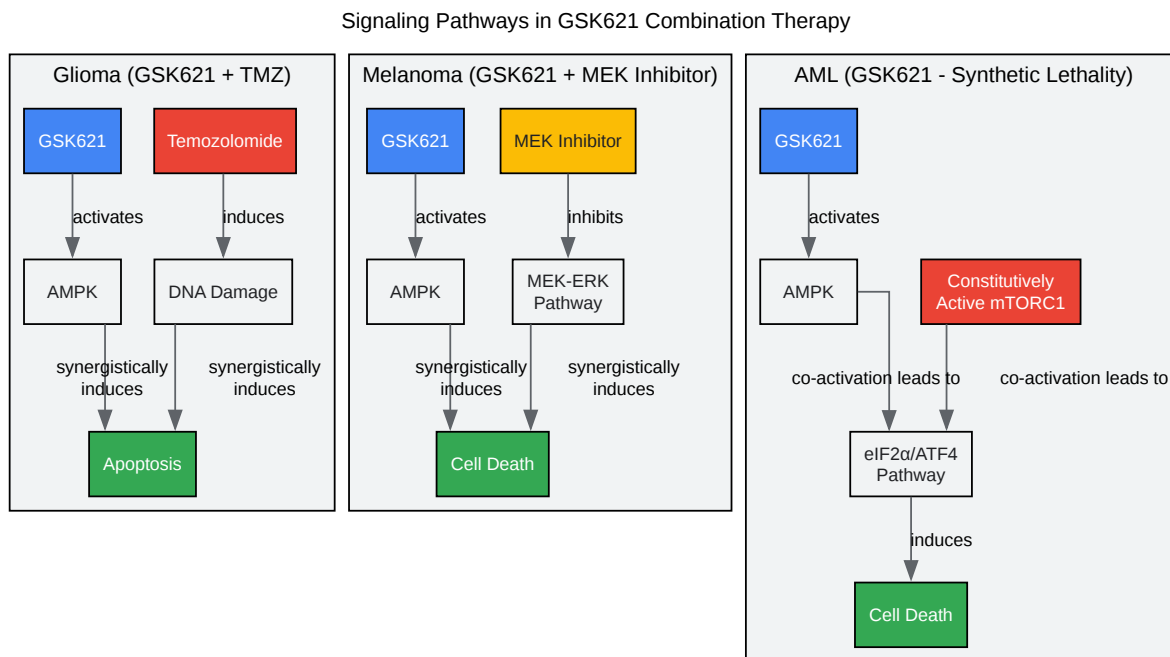 Signaling Pathways in GSK621 Combination Therapy
Glioma (GSK621 + TMZ)
GSK621
Temozolomide
activates
induces
AMPK
DNA Damage
synergistically
induces
synergistically
induces
Apoptosis
Melanoma (GSK621 + MEK Inhibitor)
GSK621
MEK Inhibitor
activates
inhibits
AMPK
MEK-ERK
Pathway
synergistically
induces
synergistically
induces
Cell Death
AML (GSK621 - Synthetic Lethality)
GSK621
activates
AMPK
Constitutively
Active mTORC1
co-activation leads to
co-activation leads to
eIF2α/ATF4
Pathway
induces
Cell Death